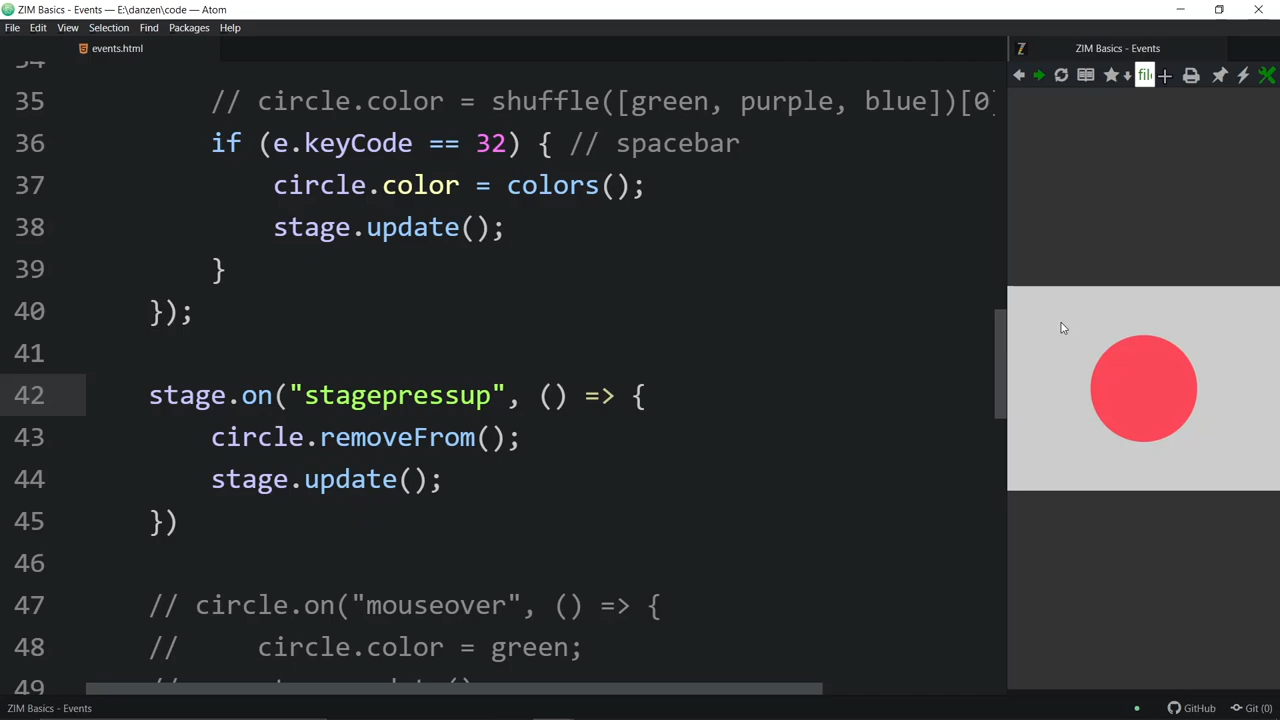 ZIM Basics - Events — E:\danzen\code — Atom
File Edit View Selection Find Packages Help
events.html
ZIM Basics - Events
file
34
35 // circle.color = shuffle([green, purple, blue])[0]
36 if (e.keyCode == 32) { // spacebar
37 circle.color = colors();
38 stage.update();
39 }
40 });
41
42 stage.on("stagepressup", () => {
43 circle.removeFrom();
44 stage.update();
45 })
46
47 // circle.on("mouseover", () => {
48 // circle.color = green;
49 //
ZIM Basics - Events
GitHub Git (0)